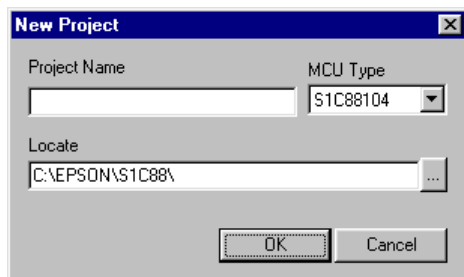 New Project
Project Name
MCU Type
S1C88104
Locate
C:\EPSON\S1C88\
...
OK
Cancel